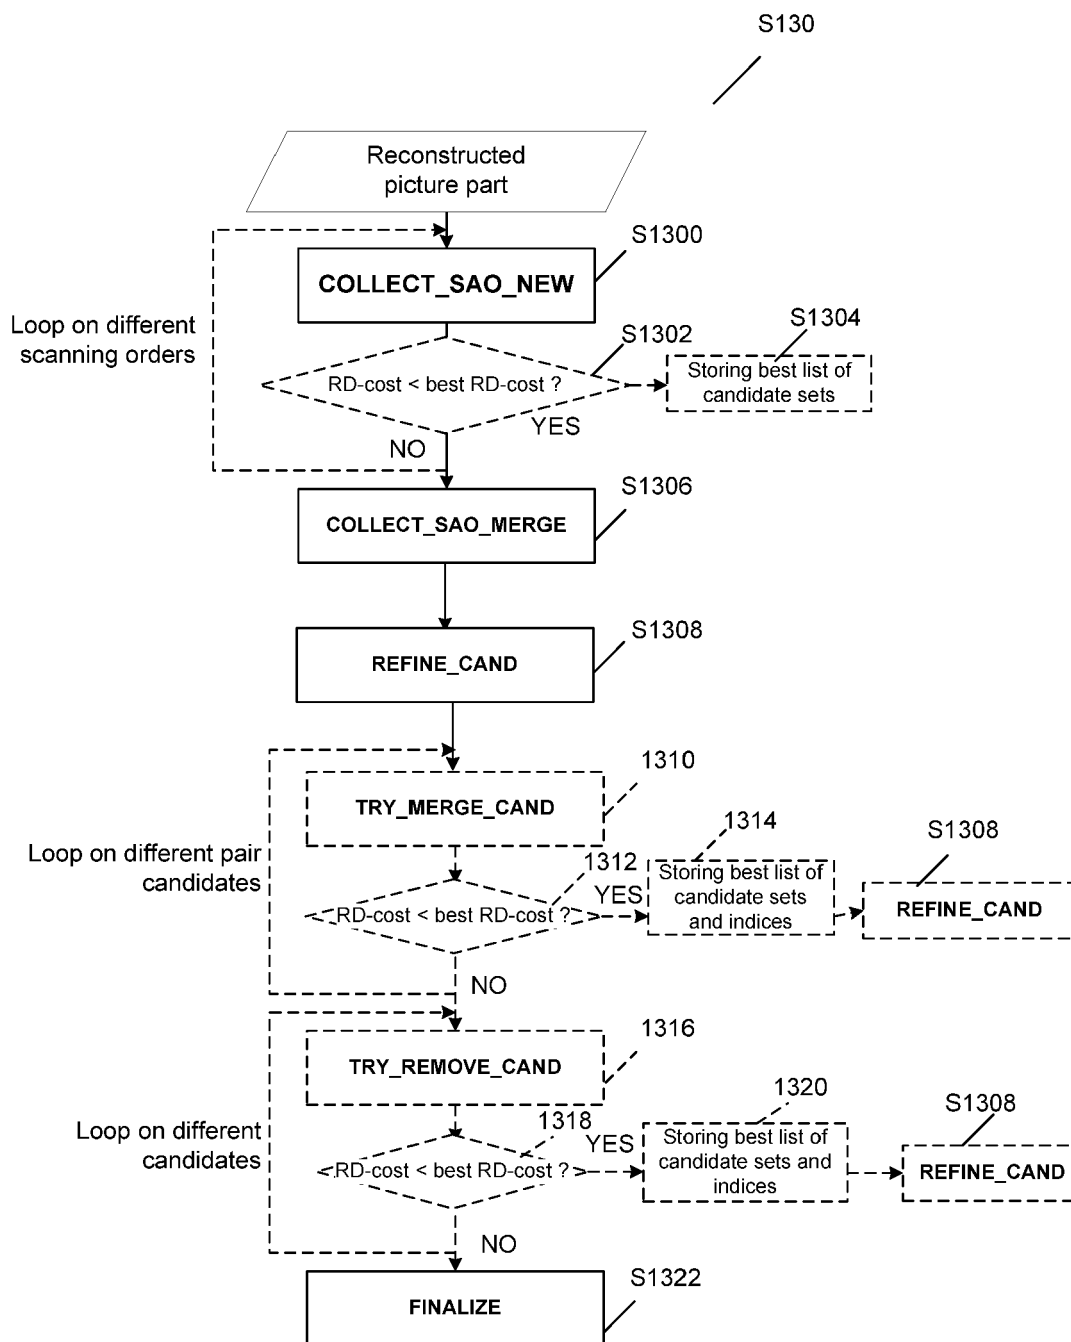 S130
Reconstructed
picture part
S1300
COLLECT_SAO_NEW
Loop on different
scanning orders
S1302
RD-cost < best RD-cost ?
YES
NO
S1304
Storing best list of
candidate sets
S1306
COLLECT_SAO_MERGE
S1308
REFINE_CAND
1310
TRY_MERGE_CAND
Loop on different pair
candidates
1312
RD-cost < best RD-cost ?
YES
NO
1314
Storing best list of
candidate sets
and indices
S1308
REFINE_CAND
1316
TRY_REMOVE_CAND
Loop on different
candidates
1318
RD-cost < best RD-cost ?
YES
NO
1320
Storing best list of
candidate sets and
indices
S1308
REFINE_CAND
S1322
FINALIZE